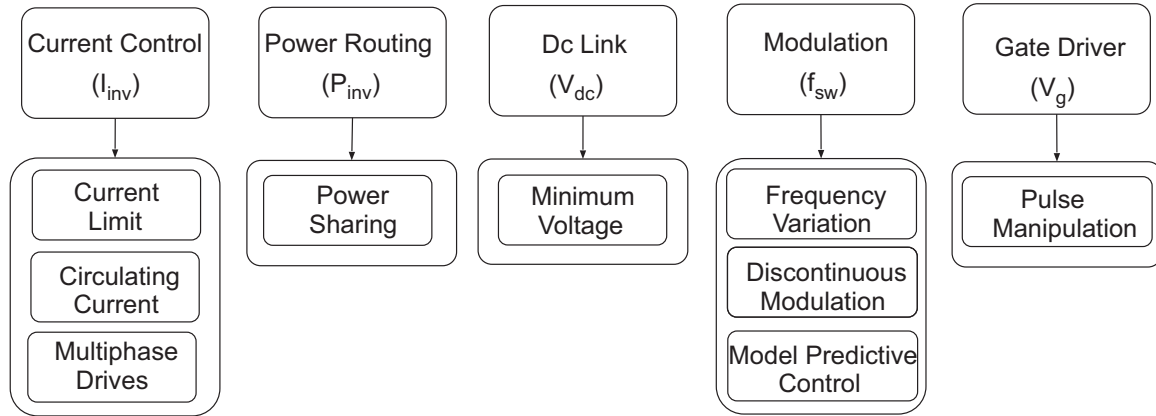 Current Control
(I_inv)
Power Routing
(P_inv)
Dc Link
(V_dc)
Modulation
(f_sw)
Gate Driver
(V_g)
Current
Limit
Circulating
Current
Multiphase
Drives
Power
Sharing
Minimum
Voltage
Frequency
Variation
Discontinuous
Modulation
Model Predictive
Control
Pulse
Manipulation